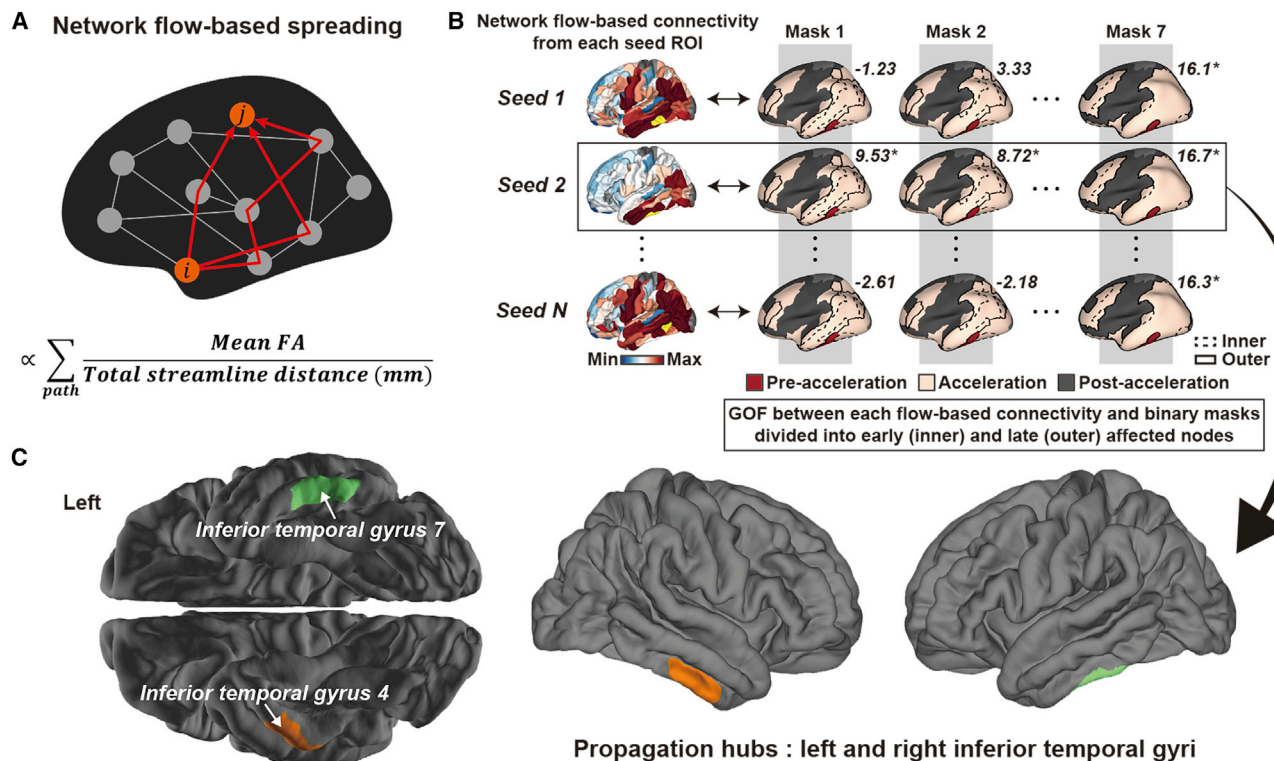 A
Network flow-based spreading
j
i
∝ ∑ path Mean FA / Total streamline distance (mm)
B
Network flow-based connectivity
from each seed ROI
Mask 1
Mask 2
Mask 7
Seed 1
-1.23
3.33
...
16.1*
Seed 2
9.53*
8.72*
...
16.7*
Seed N
-2.61
-2.18
...
16.3*
Min
Max
Inner
Outer
Pre-acceleration
Acceleration
Post-acceleration
GOF between each flow-based connectivity and binary masks
divided into early (inner) and late (outer) affected nodes
C
Left
Inferior temporal gyrus 7
Inferior temporal gyrus 4
Propagation hubs : left and right inferior temporal gyri